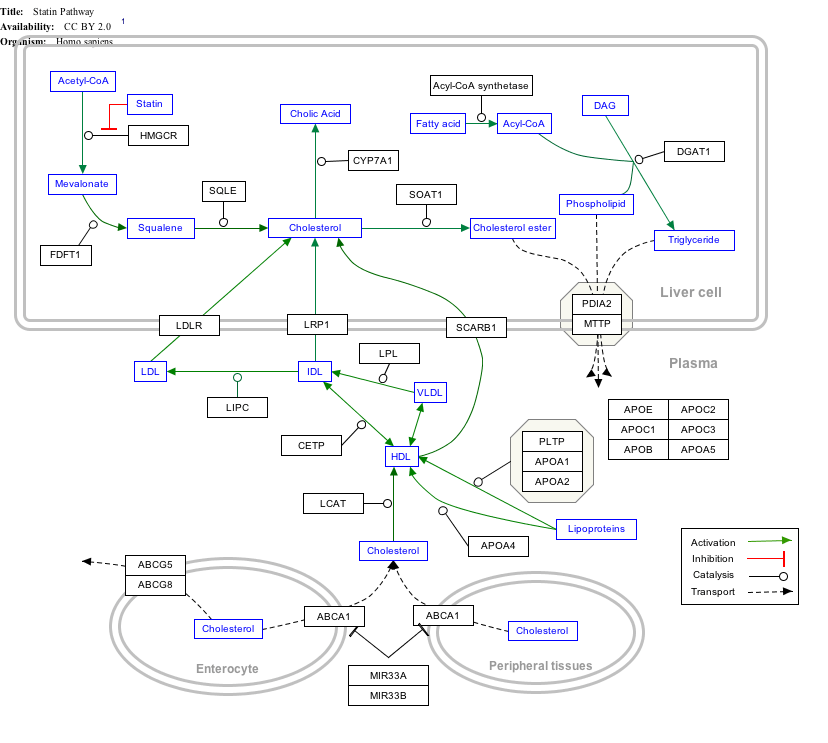 Title: Statin Pathway
Availability: CC BY 2.0 1
Organism: Homo sapiens
Acetyl-CoA
Statin
HMGCR
Mevalonate
FDFT1
Squalene
SQLE
Cholic Acid
CYP7A1
Cholesterol
SOAT1
Cholesterol ester
Acyl-CoA synthetase
Fatty acid
Acyl-CoA
DAG
DGAT1
Phospholipid
Triglyceride
PDIA2
MTTP
Liver cell
LDLR
LRP1
SCARB1
Plasma
LDL
IDL
LPL
VLDL
LIPC
CETP
HDL
APOE APOC2
APOC1 APOC3
APOB APOA5
PLTP
APOA1
APOA2
LCAT
APOA4
Lipoproteins
Cholesterol
Activation
Inhibition
Catalysis
Transport
ABCG5
ABCG8
Cholesterol
ABCA1
ABCA1
Cholesterol
Enterocyte
Peripheral tissues
MIR33A
MIR33B